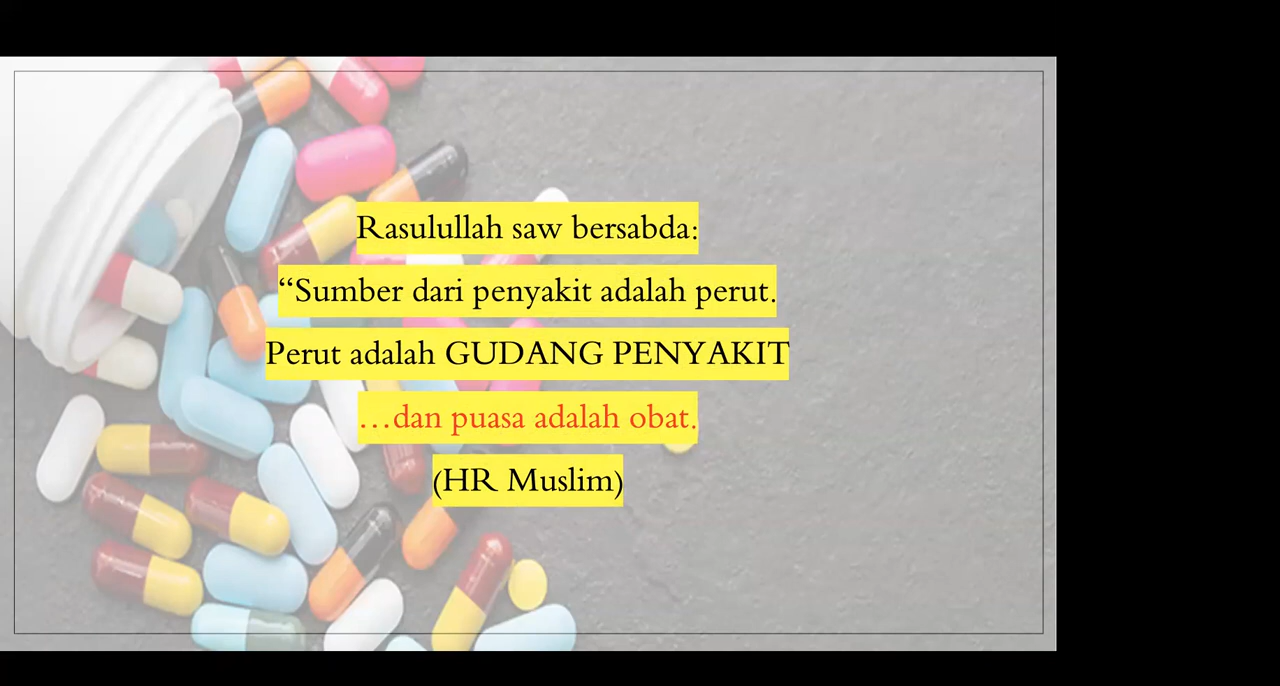 Rasulullah saw bersabda:
“Sumber dari penyakit adalah perut.
Perut adalah GUDANG PENYAKIT
…dan puasa adalah obat.
(HR Muslim)